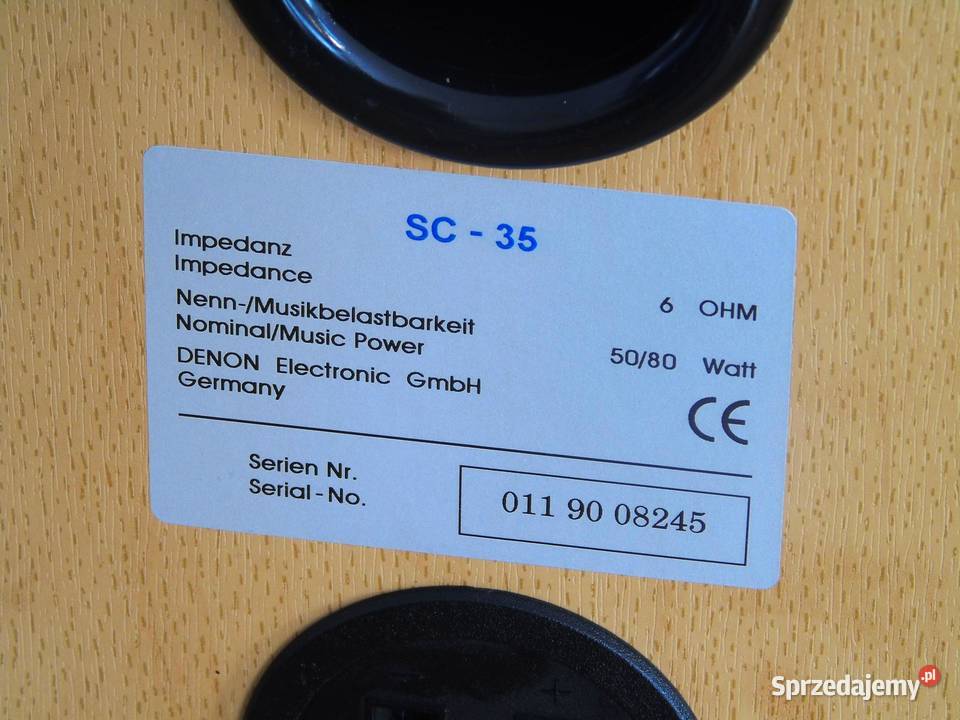 SC - 35
Impedanz
Impedance
6 OHM
Nenn-/Musikbelastbarkeit
Nominal/Music Power
50/80 Watt
DENON Electronic GmbH
Germany
CE
Serien Nr.
Serial-No.
011 90 08245
+
Sprzedajemy.pl